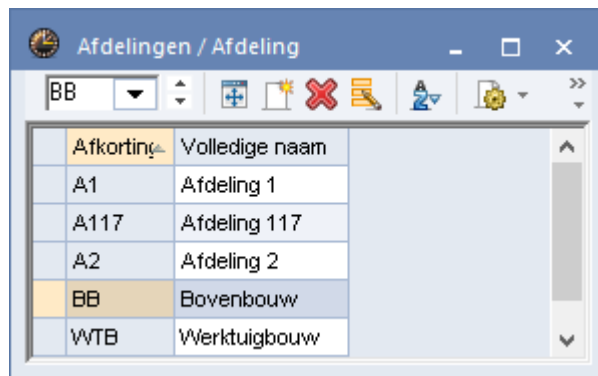 Afdelingen / Afdeling
BB
Afkorting Volledige naam
A1 Afdeling 1
A117 Afdeling 117
A2 Afdeling 2
BB Bovenbouw
WTB Werktuigbouw